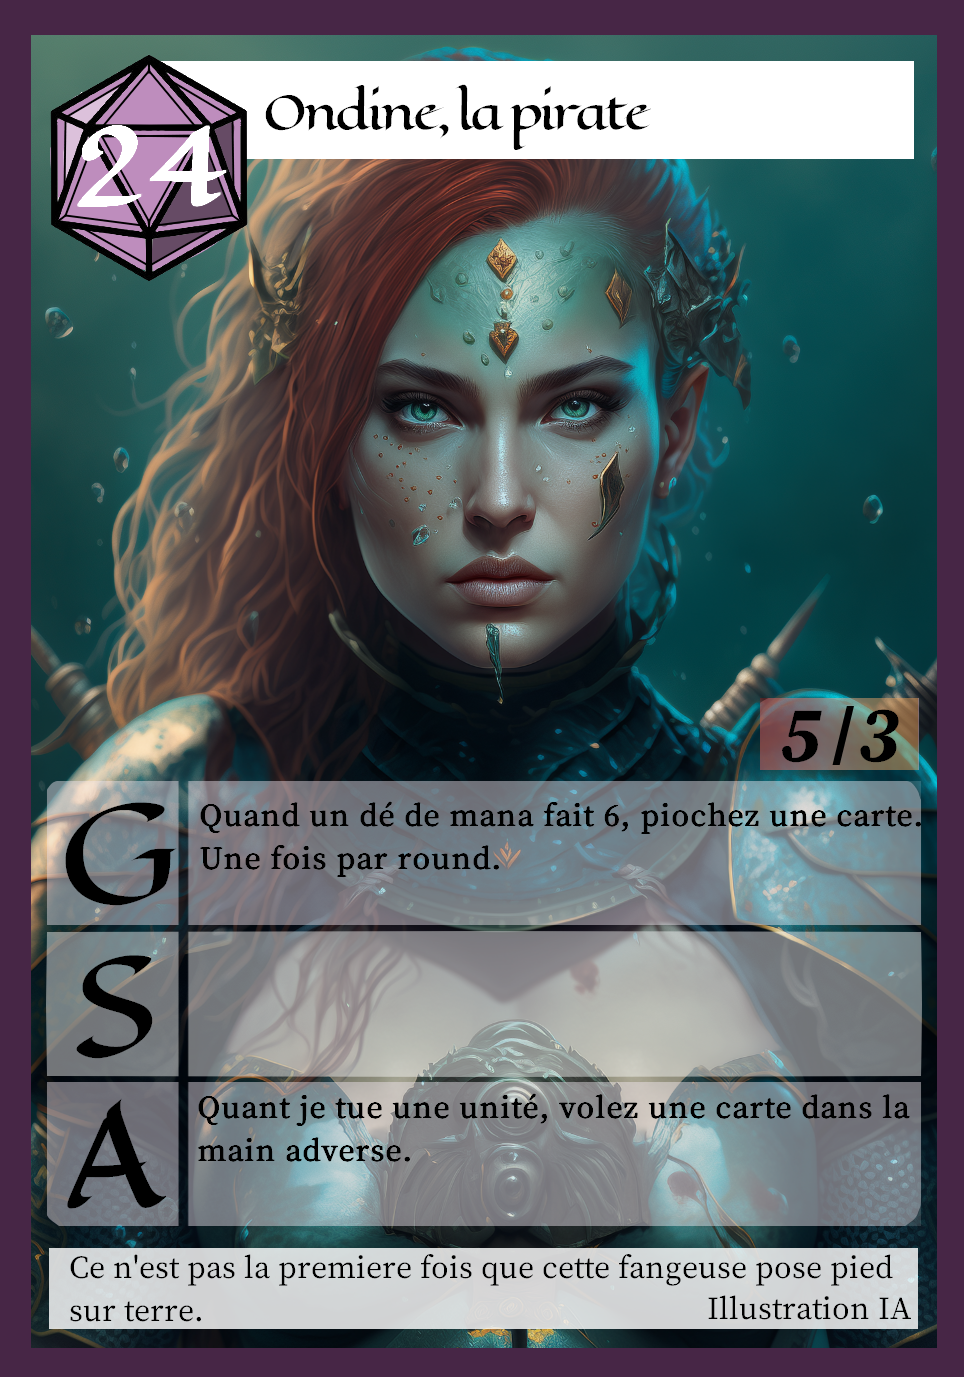 24
Ondine, la pirate
5/3
G
Quand un dé de mana fait 6, piochez une carte.
Une fois par round.
S
A
Quant je tue une unité, volez une carte dans la
main adverse.
Ce n'est pas la premiere fois que cette fangeuse pose pied
sur terre.
Illustration IA